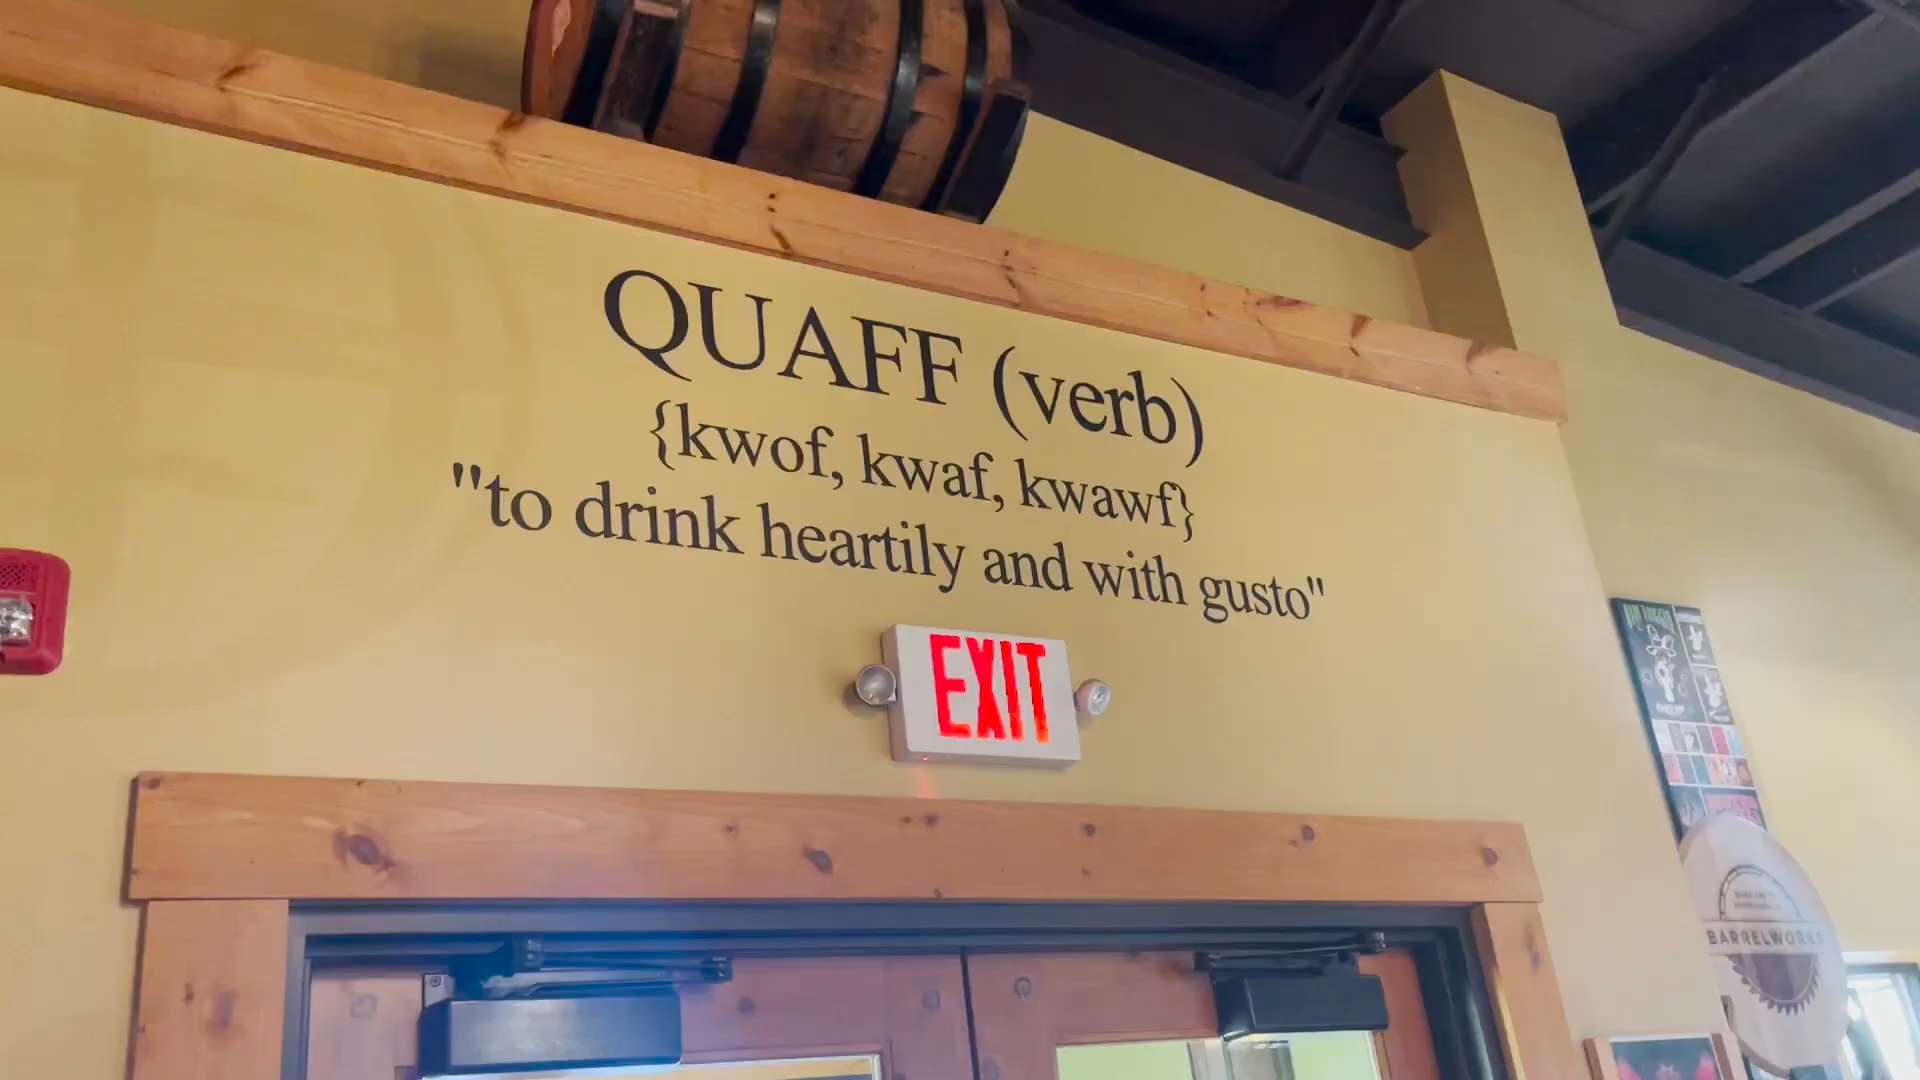 QUAFF (verb)
{kwof, kwaf, kwawf}
"to drink heartily and with gusto"
EXIT
BARRELWORKS